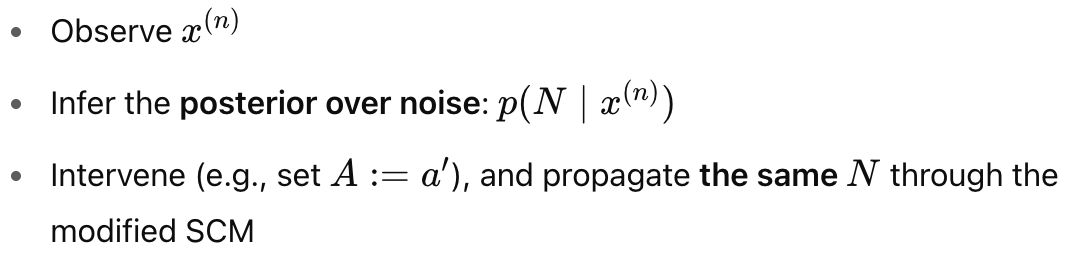 • Observe x^(n)
• Infer the posterior over noise: p(N | x^(n))
• Intervene (e.g., set A := a′), and propagate the same N through the
modified SCM